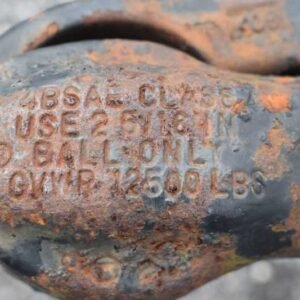 SAE CLASS
USE 2 5/16 IN
D. BALL ONLY
GVWR 12500 LBS